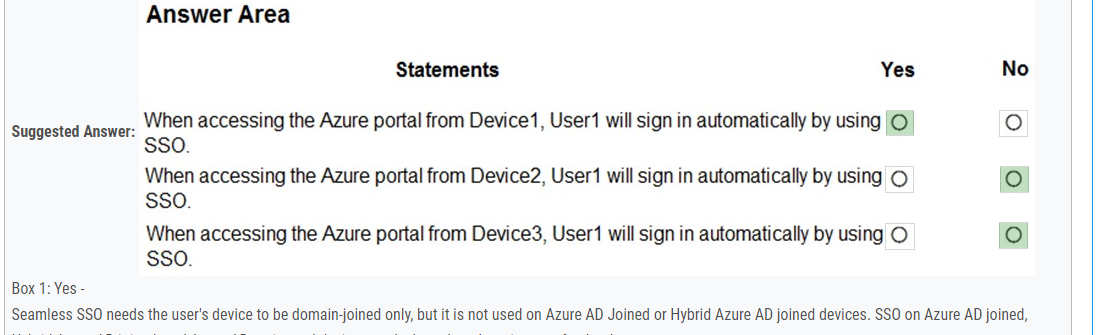 Answer Area
Statements Yes No
Suggested Answer: When accessing the Azure portal from Device1, User1 will sign in automatically by using
SSO.
When accessing the Azure portal from Device2, User1 will sign in automatically by using
SSO.
When accessing the Azure portal from Device3, User1 will sign in automatically by using
SSO.
Box 1: Yes -
Seamless SSO needs the user's device to be domain-joined only, but it is not used on Azure AD Joined or Hybrid Azure AD joined devices. SSO on Azure AD joined,